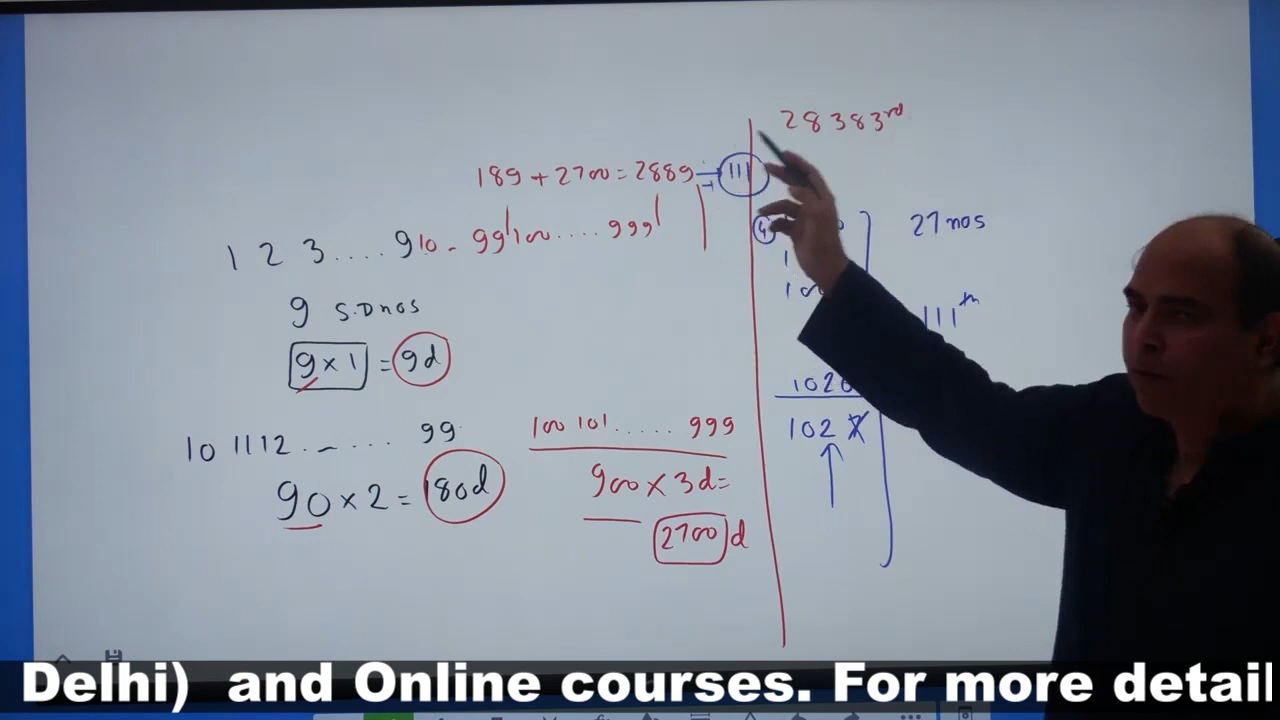 28383rd
189 + 2700 = 2889 → 111
1 2 3 .... 9 10 - 99 100 .... 999
27 nos
9 S.D nos
111th
9 x 1 = 9d
102
10 11 12 ... ... 99
100 101 ..... 999
102 X
90 x 2 = 180d
900 x 3d =
2700 d
Delhi) and Online courses. For more detail